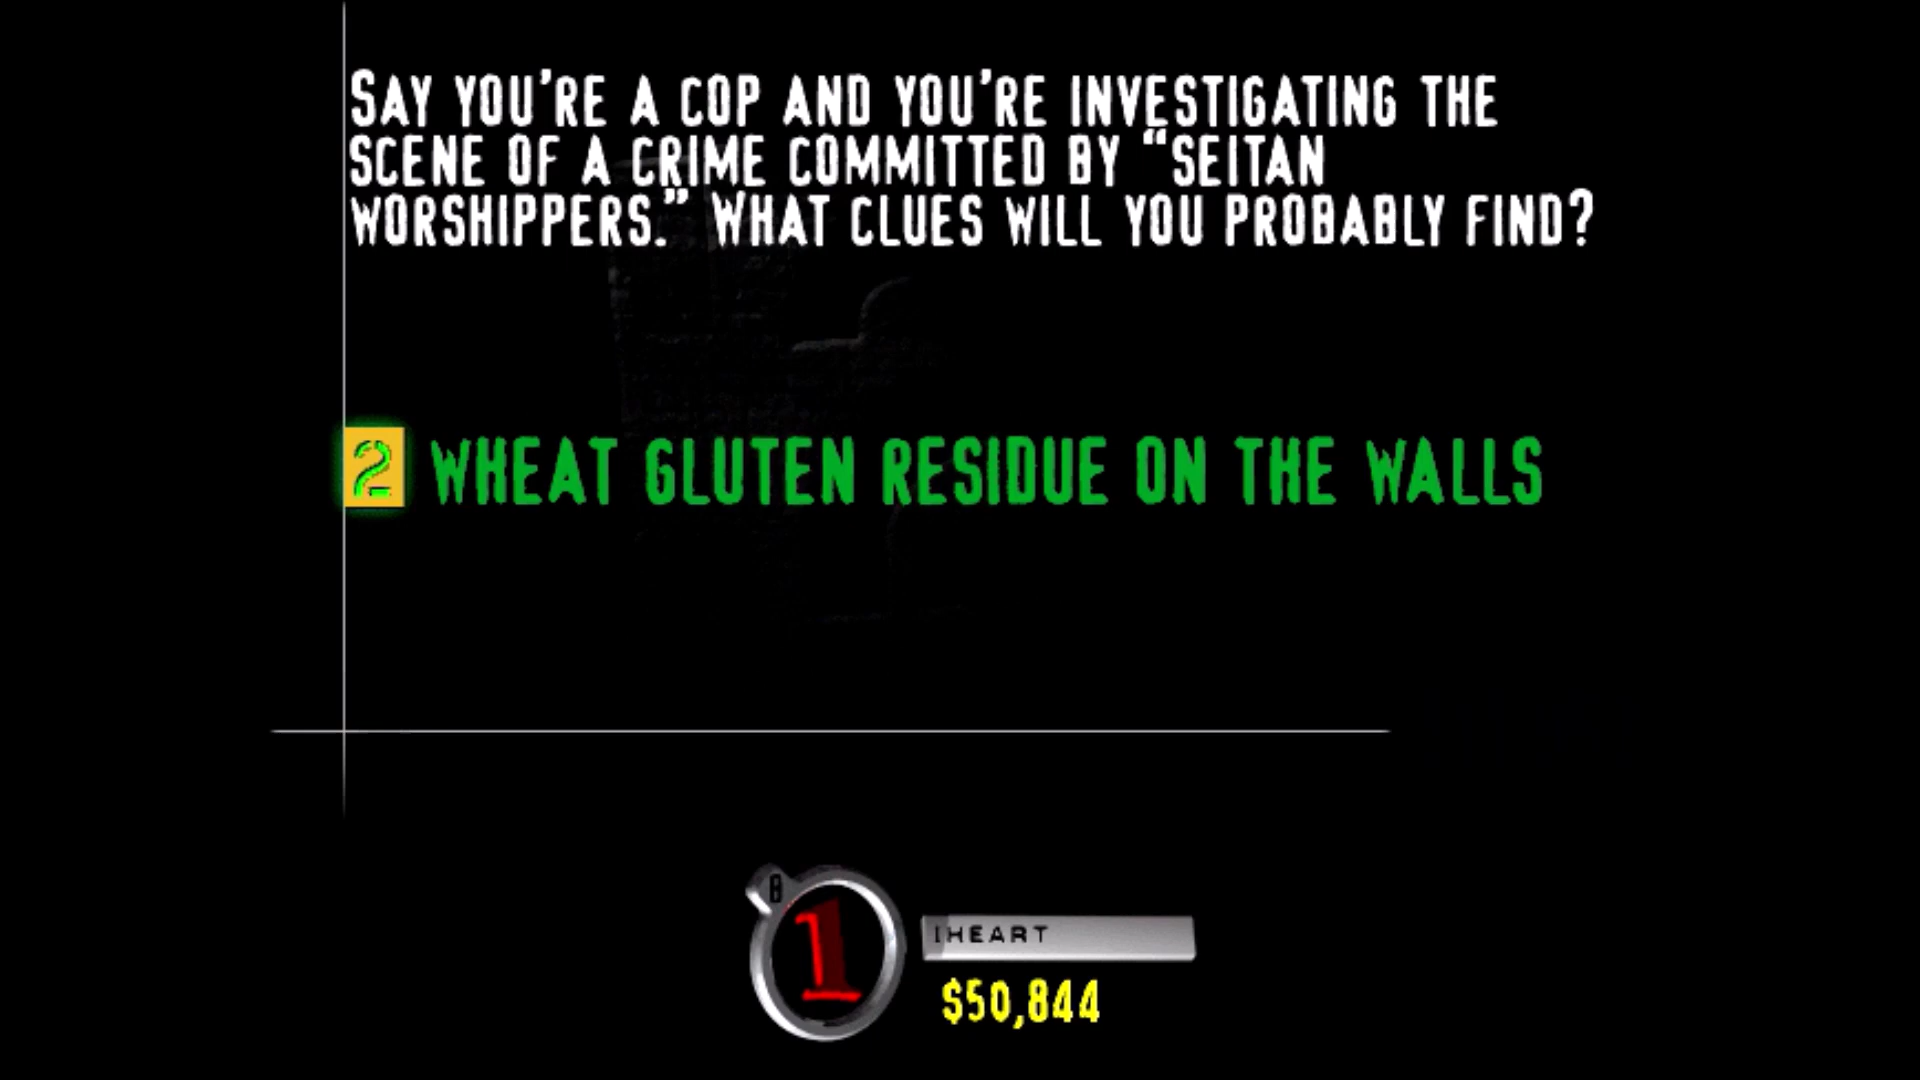 SAY YOU'RE A COP AND YOU'RE INVESTIGATING THE
SCENE OF A CRIME COMMITTED BY “SEITAN
WORSHIPPERS.” WHAT CLUES WILL YOU PROBABLY FIND?
2 WHEAT GLUTEN RESIDUE ON THE WALLS
B
1
IHEART
$50,844